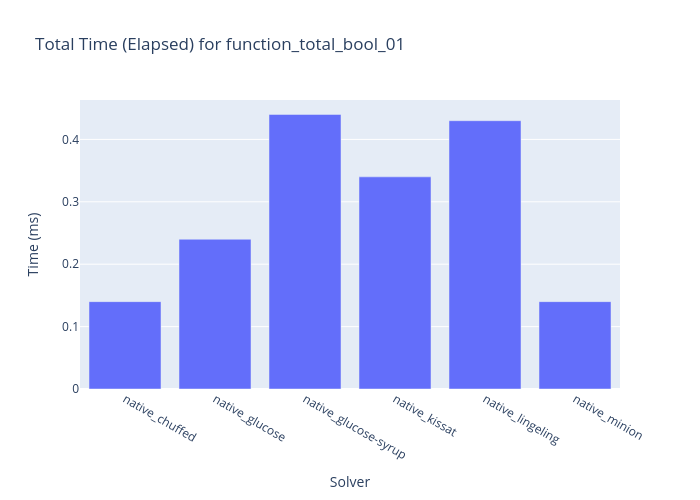 Total Time (Elapsed) for function_total_bool_01
Time (ms)
0.4
0.3
0.2
0.1
0
native_chuffed
native_glucose
native_glucose-syrup
native_kissat
native_lingeling
native_minion
Solver